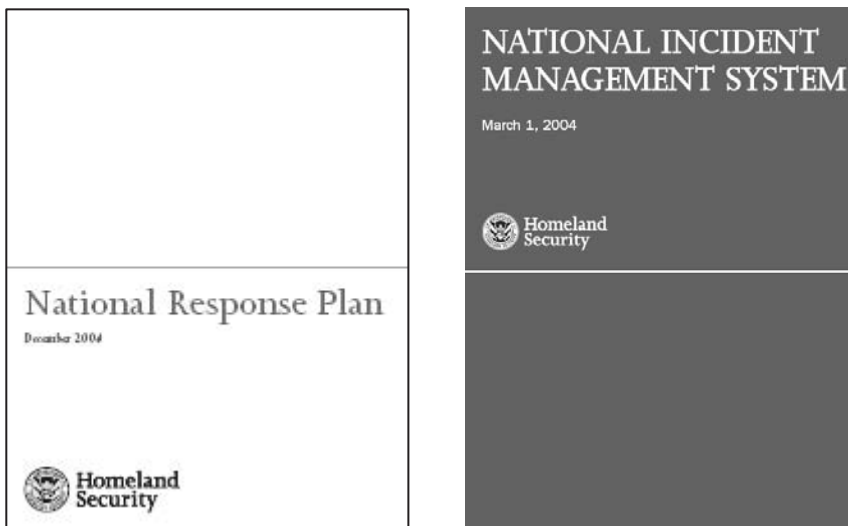 National Response Plan
December 2004
Homeland
Security
NATIONAL INCIDENT
MANAGEMENT SYSTEM
March 1, 2004
Homeland
Security